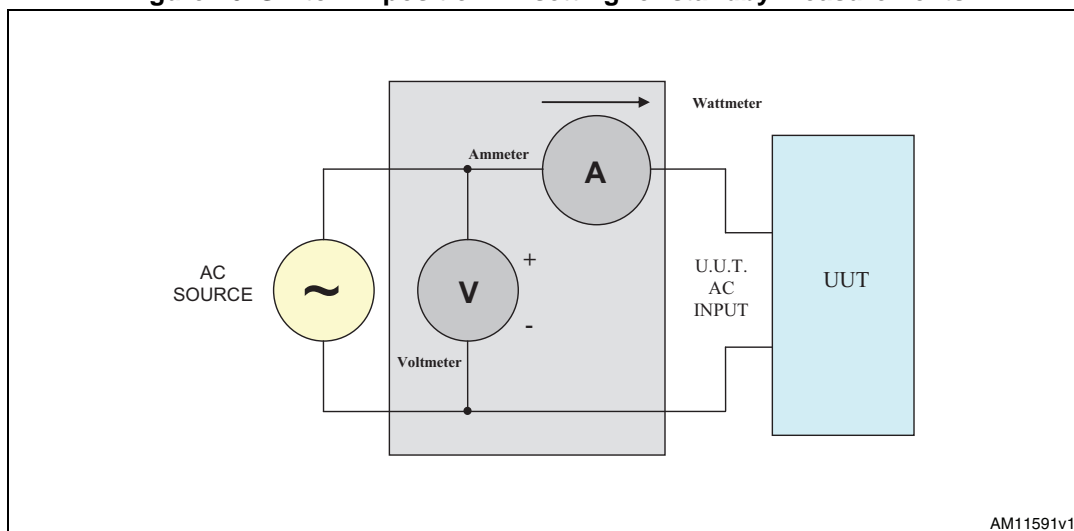 Wattmeter
Ammeter
A
AC
SOURCE
~
V
+
-
U.U.T.
AC
INPUT
UUT
Voltmeter
AM11591v1